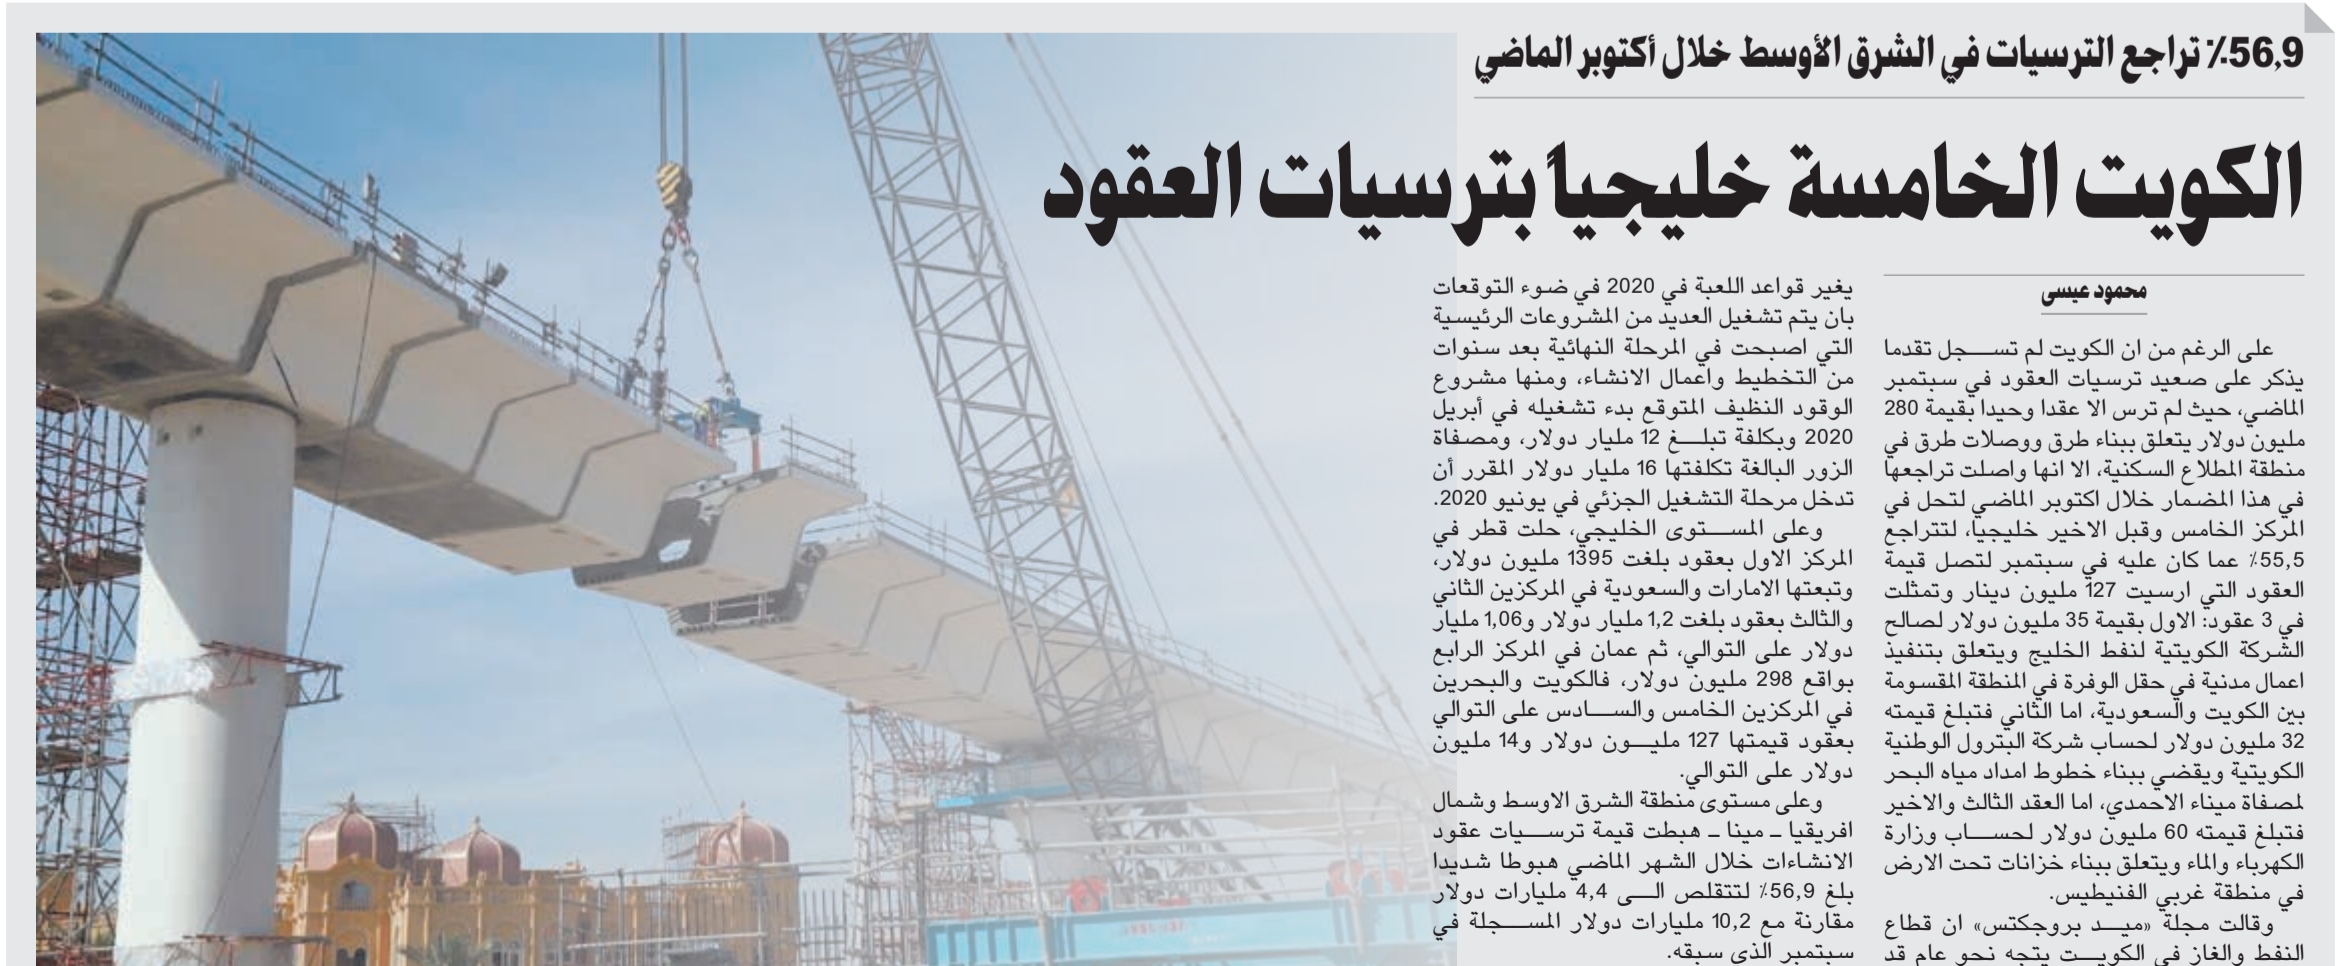 56,9٪ تراجع الترسيات في الشرق الأوسط خلال أكتوبر الماضي
الكويت الخامسة خليجياً بترسيات العقود
محمود عيسى
على الرغم من ان الكويت لم تسجل تقدما
يذكر على صعيد ترسيات العقود في سبتمبر
الماضي، حيث لم ترس الا عقدا وحيدا بقيمة 280
مليون دولار يتعلق ببناء طرق ووصلات طرق في
منطقة المطلاع السكنية، الا انها واصلت تراجعها
في هذا المضمار خلال اكتوبر الماضي لتحل في
المركز الخامس وقبل الاخير خليجيا، لتتراجع
55,5٪ عما كان عليه في سبتمبر لتصل قيمة
العقود التي ارسيت 127 مليون دينار وتمثلت
في 3 عقود: الاول بقيمة 35 مليون دولار لصالح
الشركة الكويتية لنفط الخليج ويتعلق بتنفيذ
اعمال مدنية في حقل الوفرة في المنطقة المقسومة
بين الكويت والسعودية، اما الثاني فتبلغ قيمته
32 مليون دولار لحساب شركة البترول الوطنية
الكويتية ويقضي ببناء خطوط امداد مياه البحر
لمصفاة ميناء الاحمدي، اما العقد الثالث والاخير
فتبلغ قيمته 60 مليون دولار لحساب وزارة
الكهرباء والماء ويتعلق ببناء خزانات تحت الارض
في منطقة غربي الفنيطيس.
وقالت مجلة «ميد بروجكتس» ان قطاع
النفط والغاز في الكويت يتجه نحو عام قد
يغير قواعد اللعبة في 2020 في ضوء التوقعات
بان يتم تشغيل العديد من المشروعات الرئيسية
التي اصبحت في المرحلة النهائية بعد سنوات
من التخطيط واعمال الانشاء، ومنها مشروع
الوقود النظيف المتوقع بدء تشغيله في أبريل
2020 وبكلفة تبلغ 12 مليار دولار، ومصفاة
الزور البالغة تكلفتها 16 مليار دولار المقرر أن
تدخل مرحلة التشغيل الجزئي في يونيو 2020.
وعلى المستوى الخليجي، حلت قطر في
المركز الاول بعقود بلغت 1395 مليون دولار،
وتبعتها الامارات والسعودية في المركزين الثاني
والثالث بعقود بلغت 1,2 مليار دولار و1,06 مليار
دولار على التوالي، ثم عمان في المركز الرابع
بواقع 298 مليون دولار، فالكويت والبحرين
في المركزين الخامس والسادس على التوالي
بعقود قيمتها 127 مليون دولار و14 مليون
دولار على التوالي.
وعلى مستوى منطقة الشرق الاوسط وشمال
افريقيا ـ مينا ـ هبطت قيمة ترسيات عقود
الانشاءات خلال الشهر الماضي هبوطا شديدا
بلغ 56,9٪ لتتقلص الى 4,4 مليارات دولار
مقارنة مع 10,2 مليارات دولار المسجلة في
سبتمبر الذي سبقه.